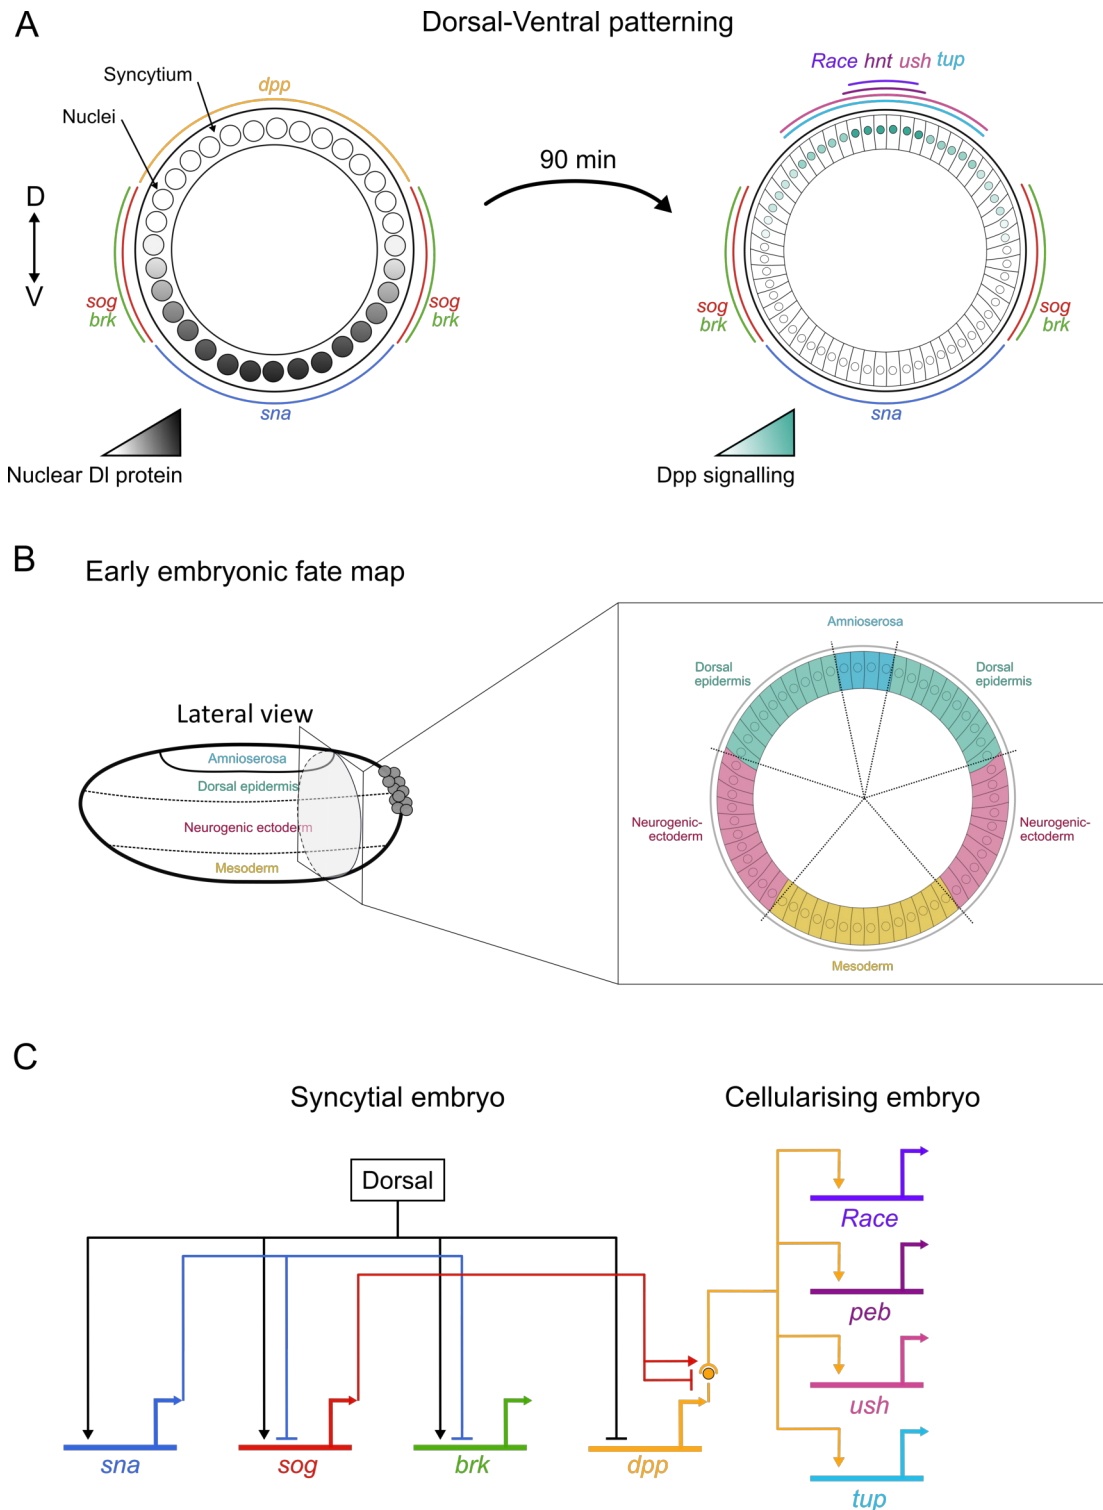 A
Dorsal-Ventral patterning
Syncytium
Nuclei
dpp
Race hnt ush tup
90 min
D
V
sog
brk
sog
brk
sog
brk
sog
brk
sna
sna
Nuclear Dl protein
Dpp signalling
B
Early embryonic fate map
Lateral view
Amnioserosa
Dorsal epidermis
Neurogenic ectoderm
Mesoderm
Amnioserosa
Dorsal
epidermis
Dorsal
epidermis
Neurogenic-
ectoderm
Neurogenic-
ectoderm
Mesoderm
C
Syncytial embryo
Cellularising embryo
Dorsal
Race
peb
ush
tup
sna
sog
brk
dpp